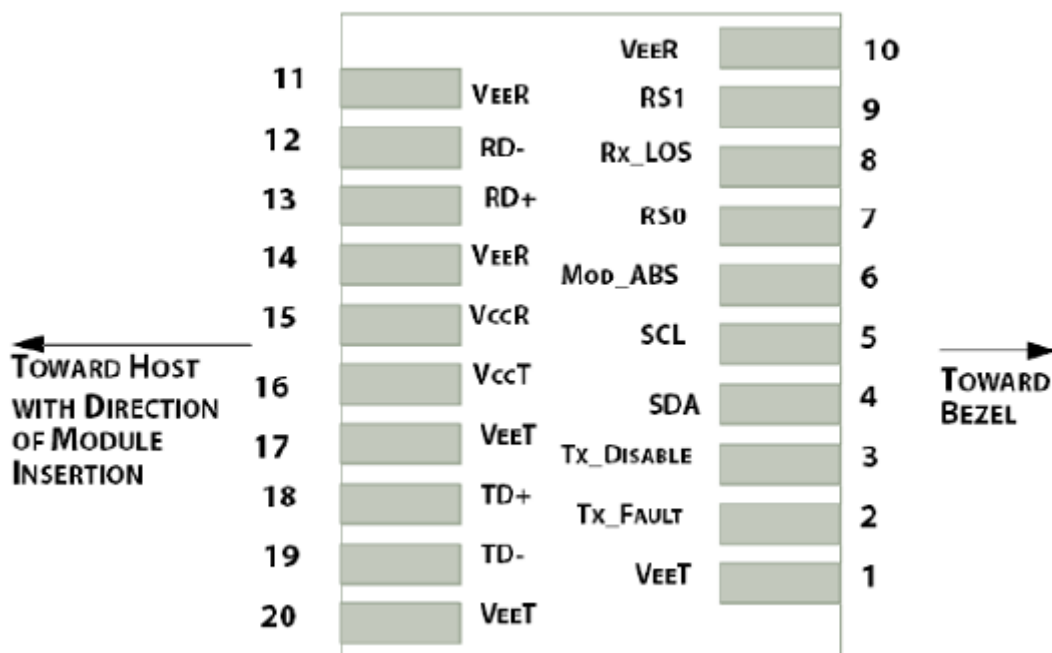 11 VEER
12 RD-
13 RD+
14 VEER
15 VCCR
16 VCCT
17 VEET
18 TD+
19 TD-
20 VEET
TOWARD HOST
WITH DIRECTION
OF MODULE
INSERTION
VEER 10
RS1 9
RX_LOS 8
RS0 7
MOD_ABS 6
SCL 5
SDA 4
TX_DISABLE 3
TX_FAULT 2
VEET 1
TOWARD
BEZEL